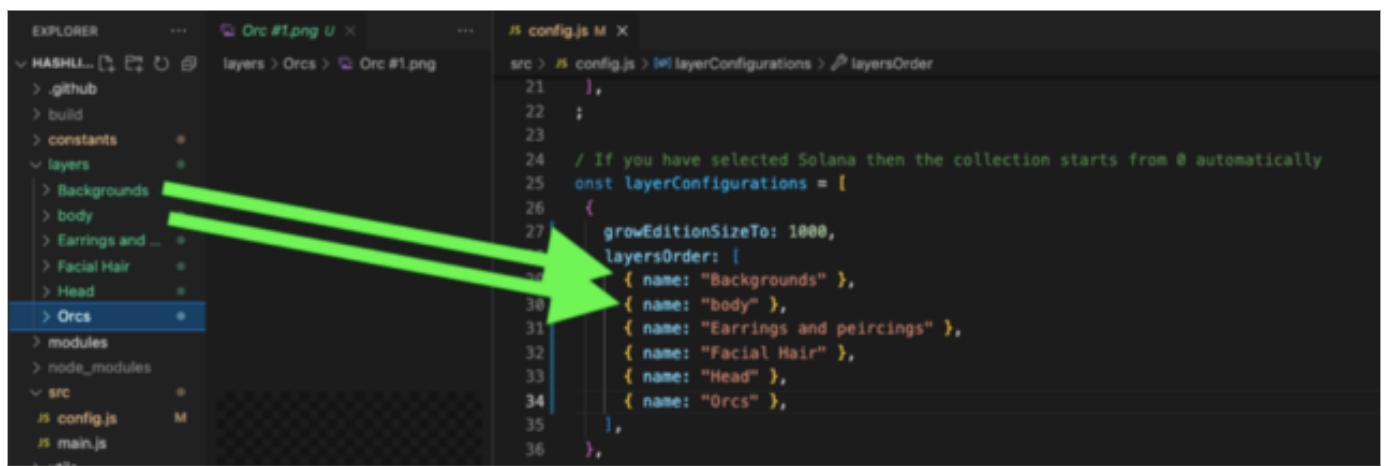 EXPLORER ...
HASHLI...
.github
build
constants
layers
Backgrounds
body
Earrings and ...
Facial Hair
Head
Orcs
modules
node_modules
src
JS config.js M
JS main.js
Orc #1.png U × ...
layers > Orcs > Orc #1.png
JS config.js M ×
src > JS config.js > layerConfigurations > layersOrder
21 ],
22 ;
23
24 / If you have selected Solana then the collection starts from 0 automatically
25 onst layerConfigurations = [
26 {
27 growEditionSizeTo: 1000,
layersOrder: [
29 { name: "Backgrounds" },
30 { name: "body" },
31 { name: "Earrings and peircings" },
32 { name: "Facial Hair" },
33 { name: "Head" },
34 { name: "Orcs" },
35 ],
36 },